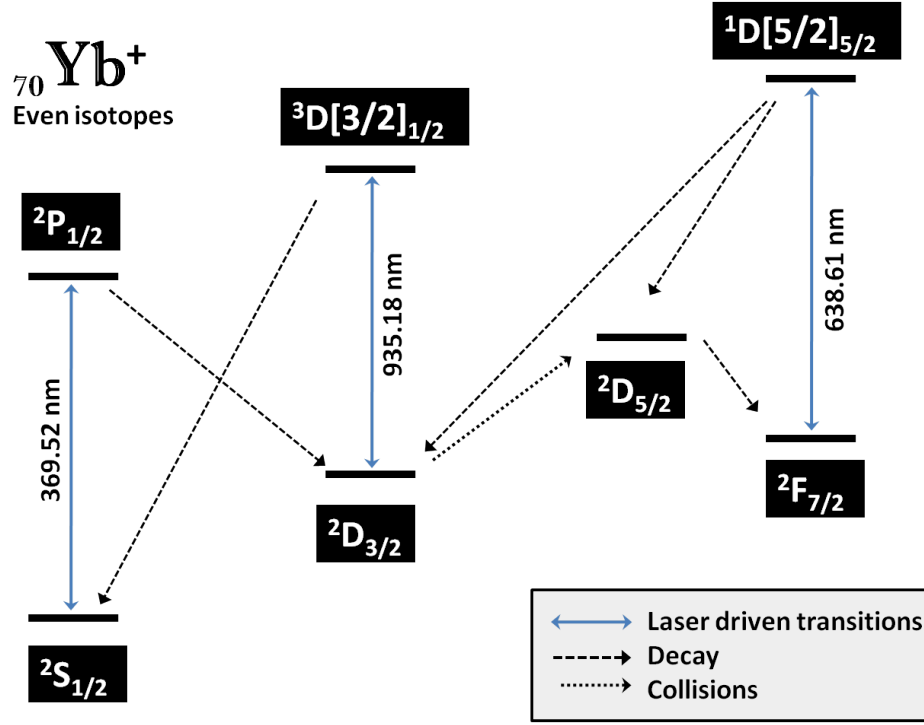 ₇₀Yb⁺
Even isotopes
¹D[5/2]₅/₂
³D[3/2]₁/₂
²P₁/₂
369.52 nm
935.18 nm
638.61 nm
²D₅/₂
²D₃/₂
²F₇/₂
²S₁/₂
Laser driven transitions
Decay
Collisions